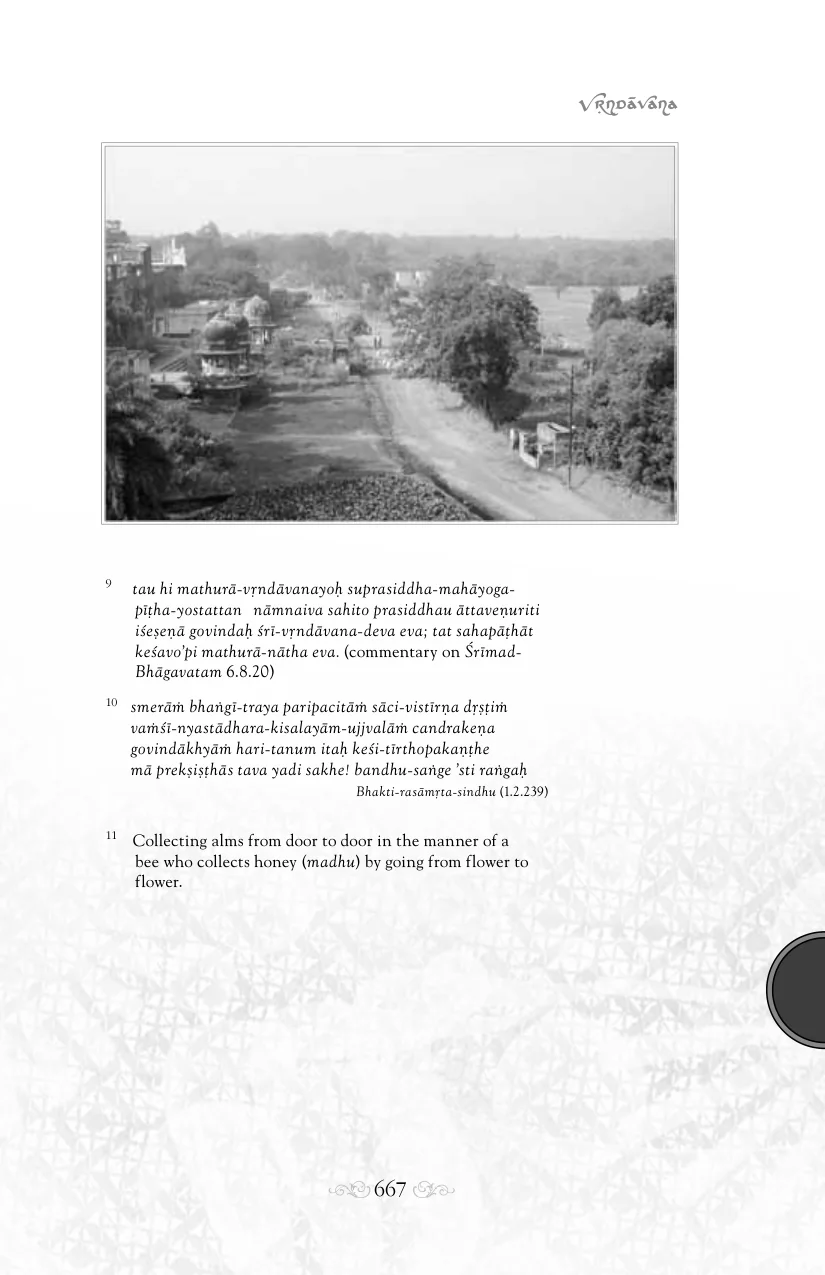 Vṛndāvana
9 tau hi mathurā-vṛndāvanayoḥ suprasiddha-mahāyoga-
pīṭha-yostattan nāmnaiva sahito prasiddhau āttaveṇuriti
iśeṣeṇā govindaḥ śrī-vṛndāvana-deva eva; tat sahapāṭhāt
keśavo’pi mathurā-nātha eva. (commentary on Śrīmad-
Bhāgavatam 6.8.20)
10 smerāṁ bhaṅgī-traya paripacitāṁ sāci-vistīrṇa dṛṣṭiṁ
vaṁśī-nyastādhara-kisalayām-ujjvalāṁ candrakeṇa
govindākhyāṁ hari-tanum itaḥ keśi-tīrthopakaṇṭhe
mā prekṣiṣṭhās tava yadi sakhe! bandhu-saṅge ’sti raṅgaḥ
Bhakti-rasāmṛta-sindhu (1.2.239)
11 Collecting alms from door to door in the manner of a
bee who collects honey (madhu) by going from flower to
flower.
667